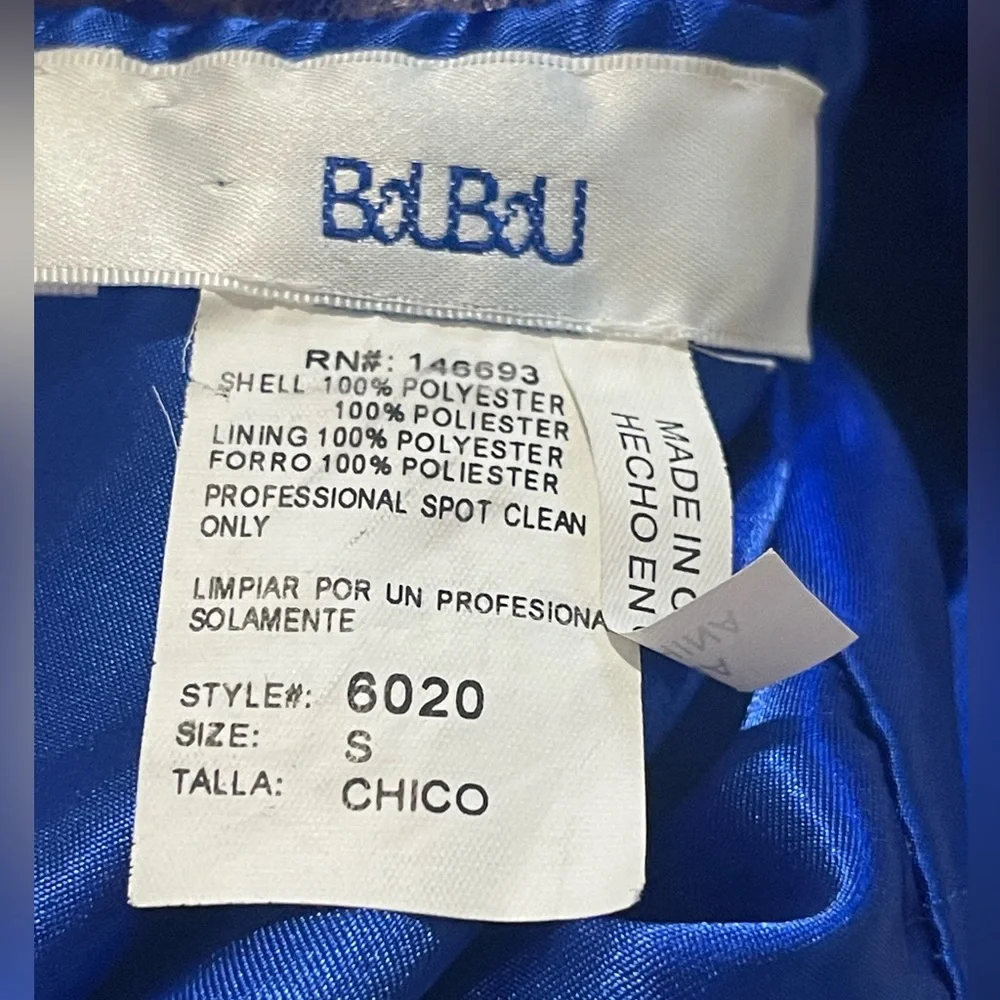 BOUBOU
RN#: 146693
SHELL 100% POLYESTER
100% POLIESTER
LINING 100% POLYESTER
FORRO 100% POLIESTER
PROFESSIONAL SPOT CLEAN
ONLY
LIMPIAR POR UN PROFESIONA
SOLAMENTE
STYLE#: 6020
SIZE: S
TALLA: CHICO
MADE IN
HECHO EN